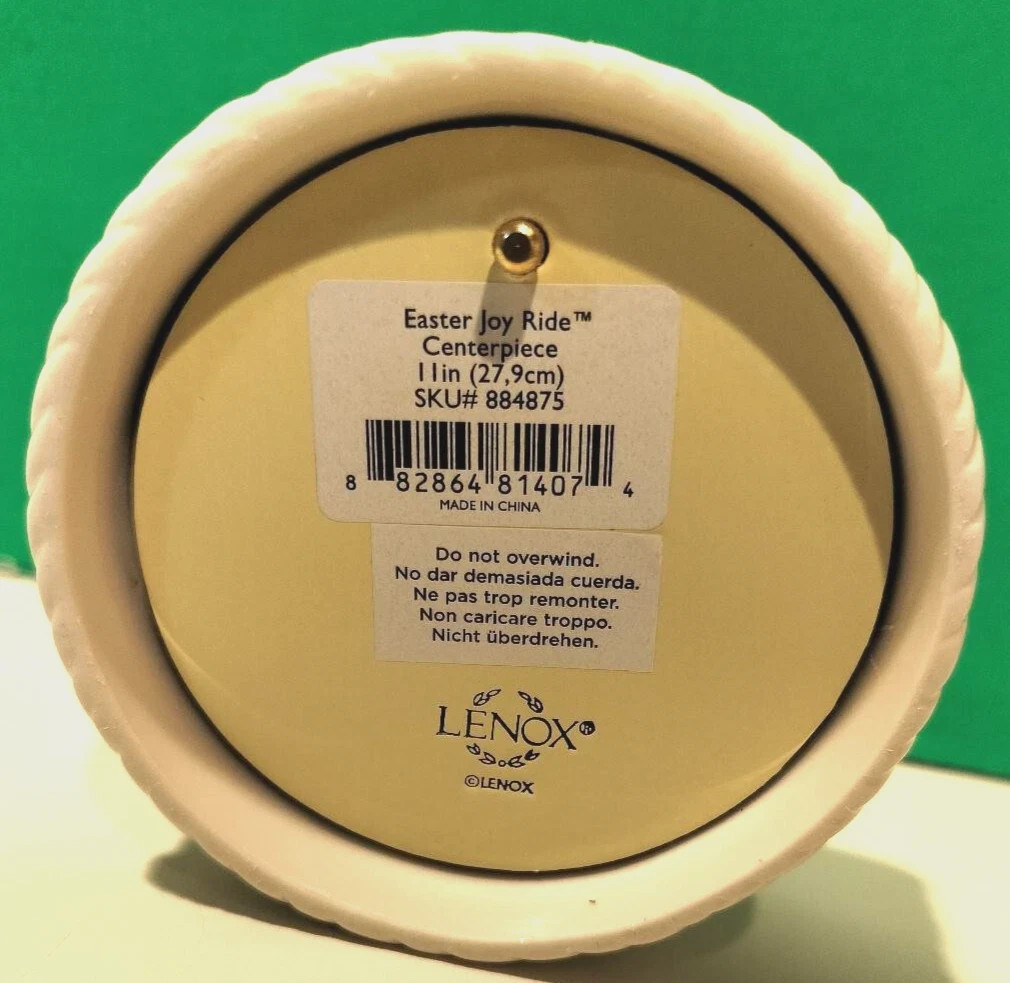 Easter Joy Ride™
Centerpiece
11in (27,9cm)
SKU# 884875
8 82864 81407 4
MADE IN CHINA
Do not overwind.
No dar demasiada cuerda.
Ne pas trop remonter.
Non caricare troppo.
Nicht überdrehen.
LENOX®
©LENOX